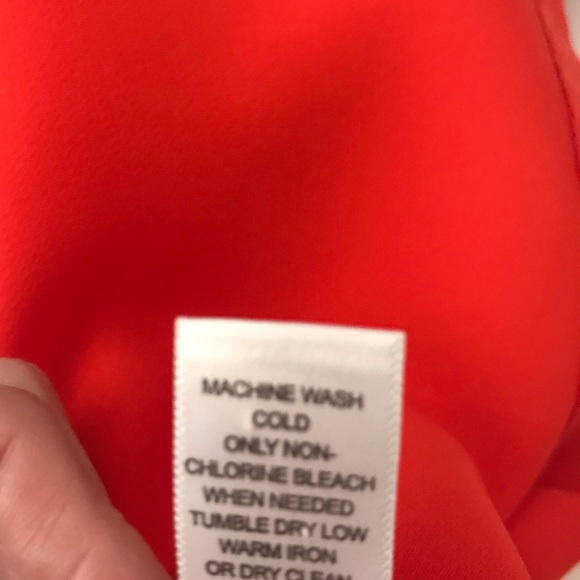 MACHINE WASH
COLD
ONLY NON-
CHLORINE BLEACH
WHEN NEEDED
TUMBLE DRY LOW
WARM IRON
OR DRY CLEAN